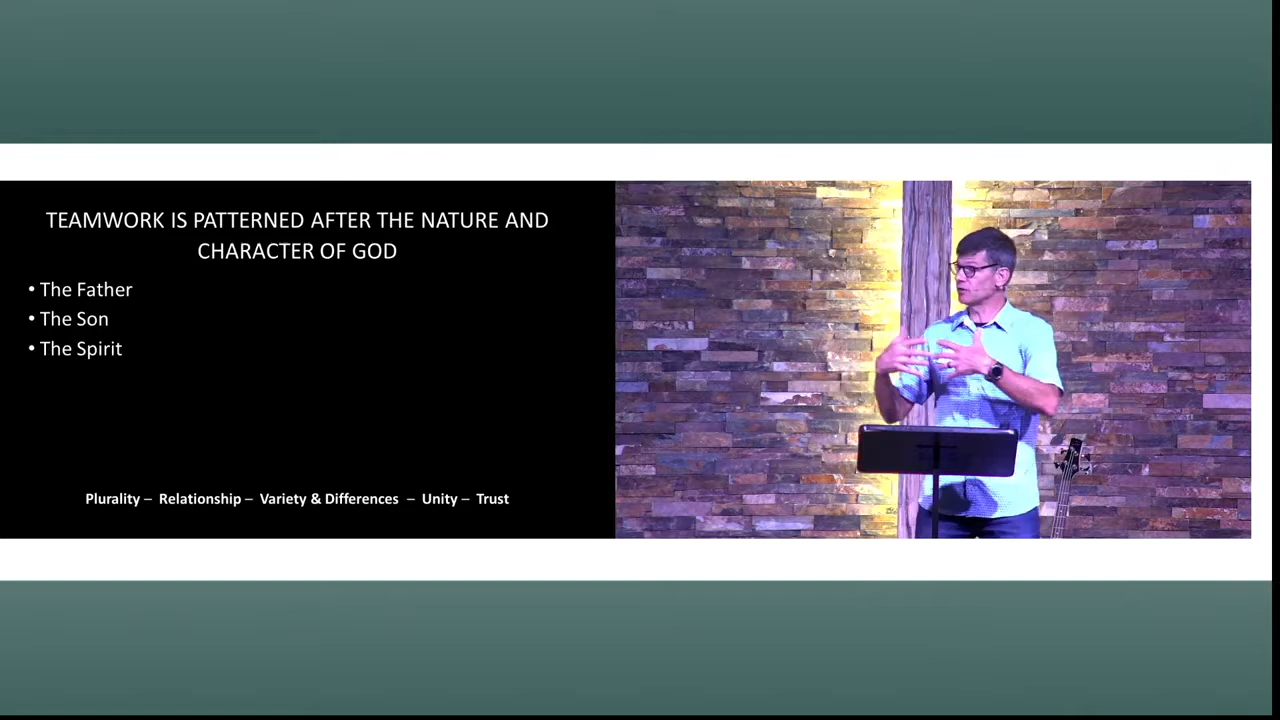 TEAMWORK IS PATTERNED AFTER THE NATURE AND
CHARACTER OF GOD
• The Father
• The Son
• The Spirit
Plurality – Relationship – Variety & Differences – Unity – Trust